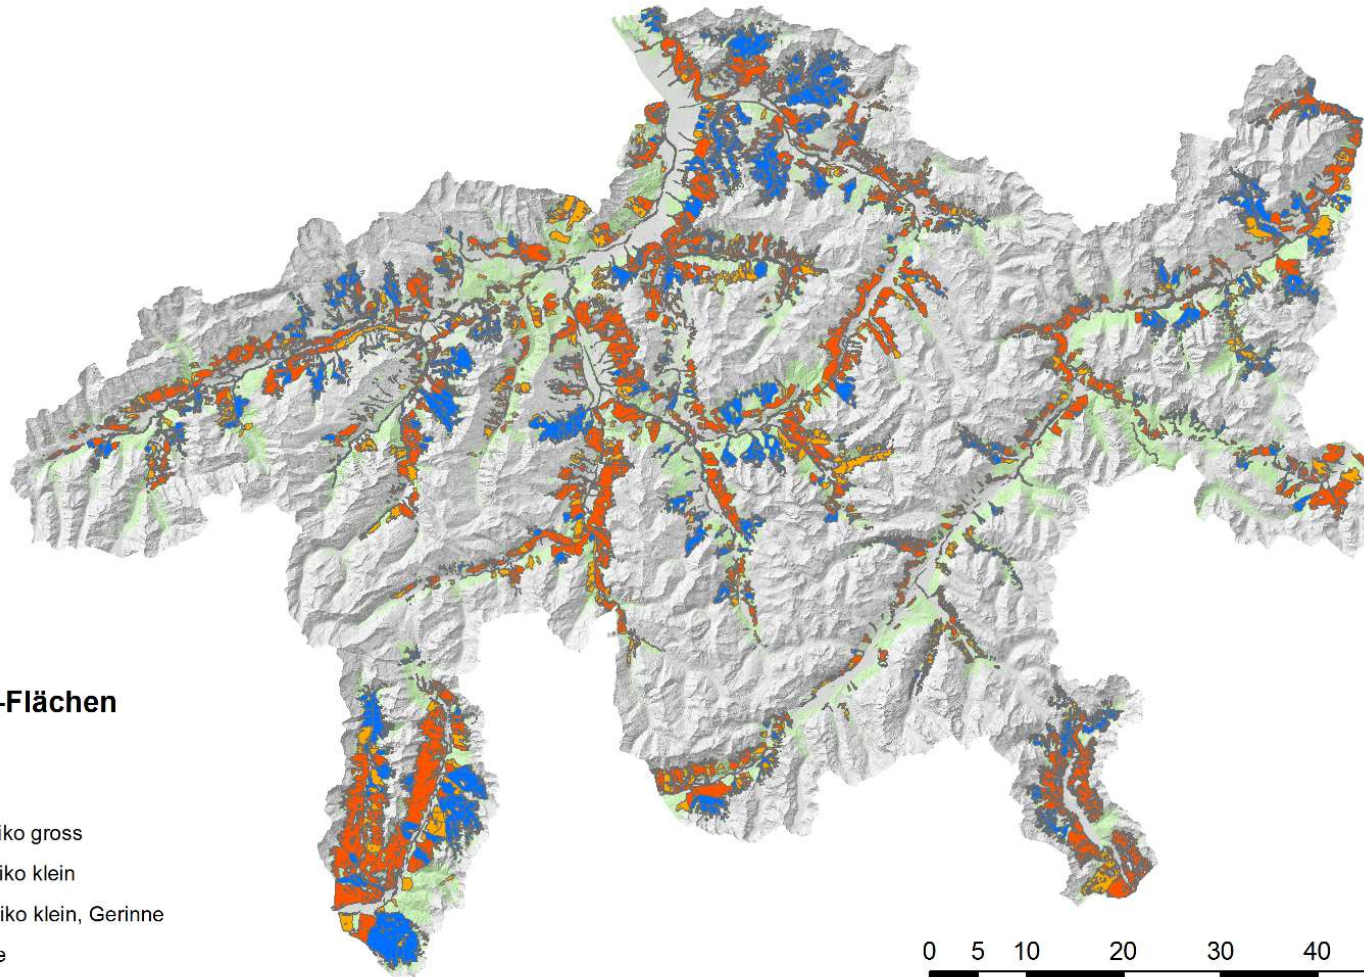 -Flächen
iko gross
iko klein
iko klein, Gerinne
e
0 5 10 20 30 40